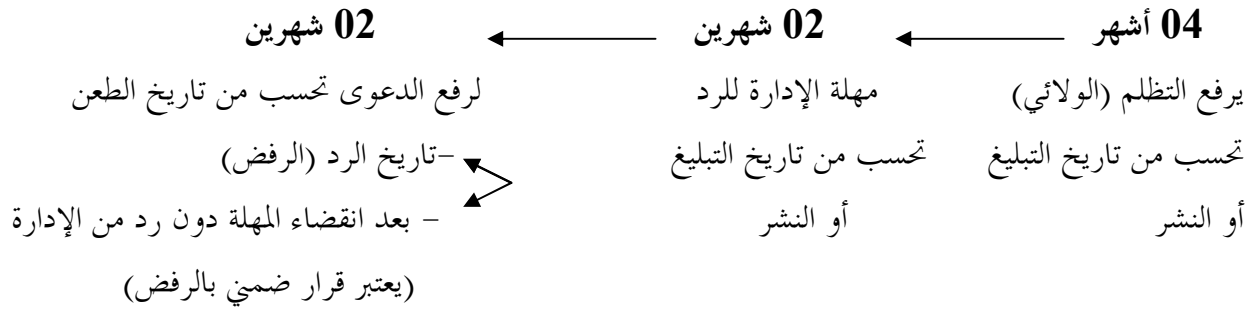 04 أشهر 02 شهرين 02 شهرين
يرفع التظلم (الولائي) مهلة الإدارة للرد لرفع الدعوى تحسب من تاريخ الطعن
تحسب من تاريخ التبليغ تحسب من تاريخ التبليغ -تاريخ الرد (الرفض)
أو النشر أو النشر - بعد انقضاء المهلة دون رد من الإدارة
(يعتبر قرار ضمني بالرفض)